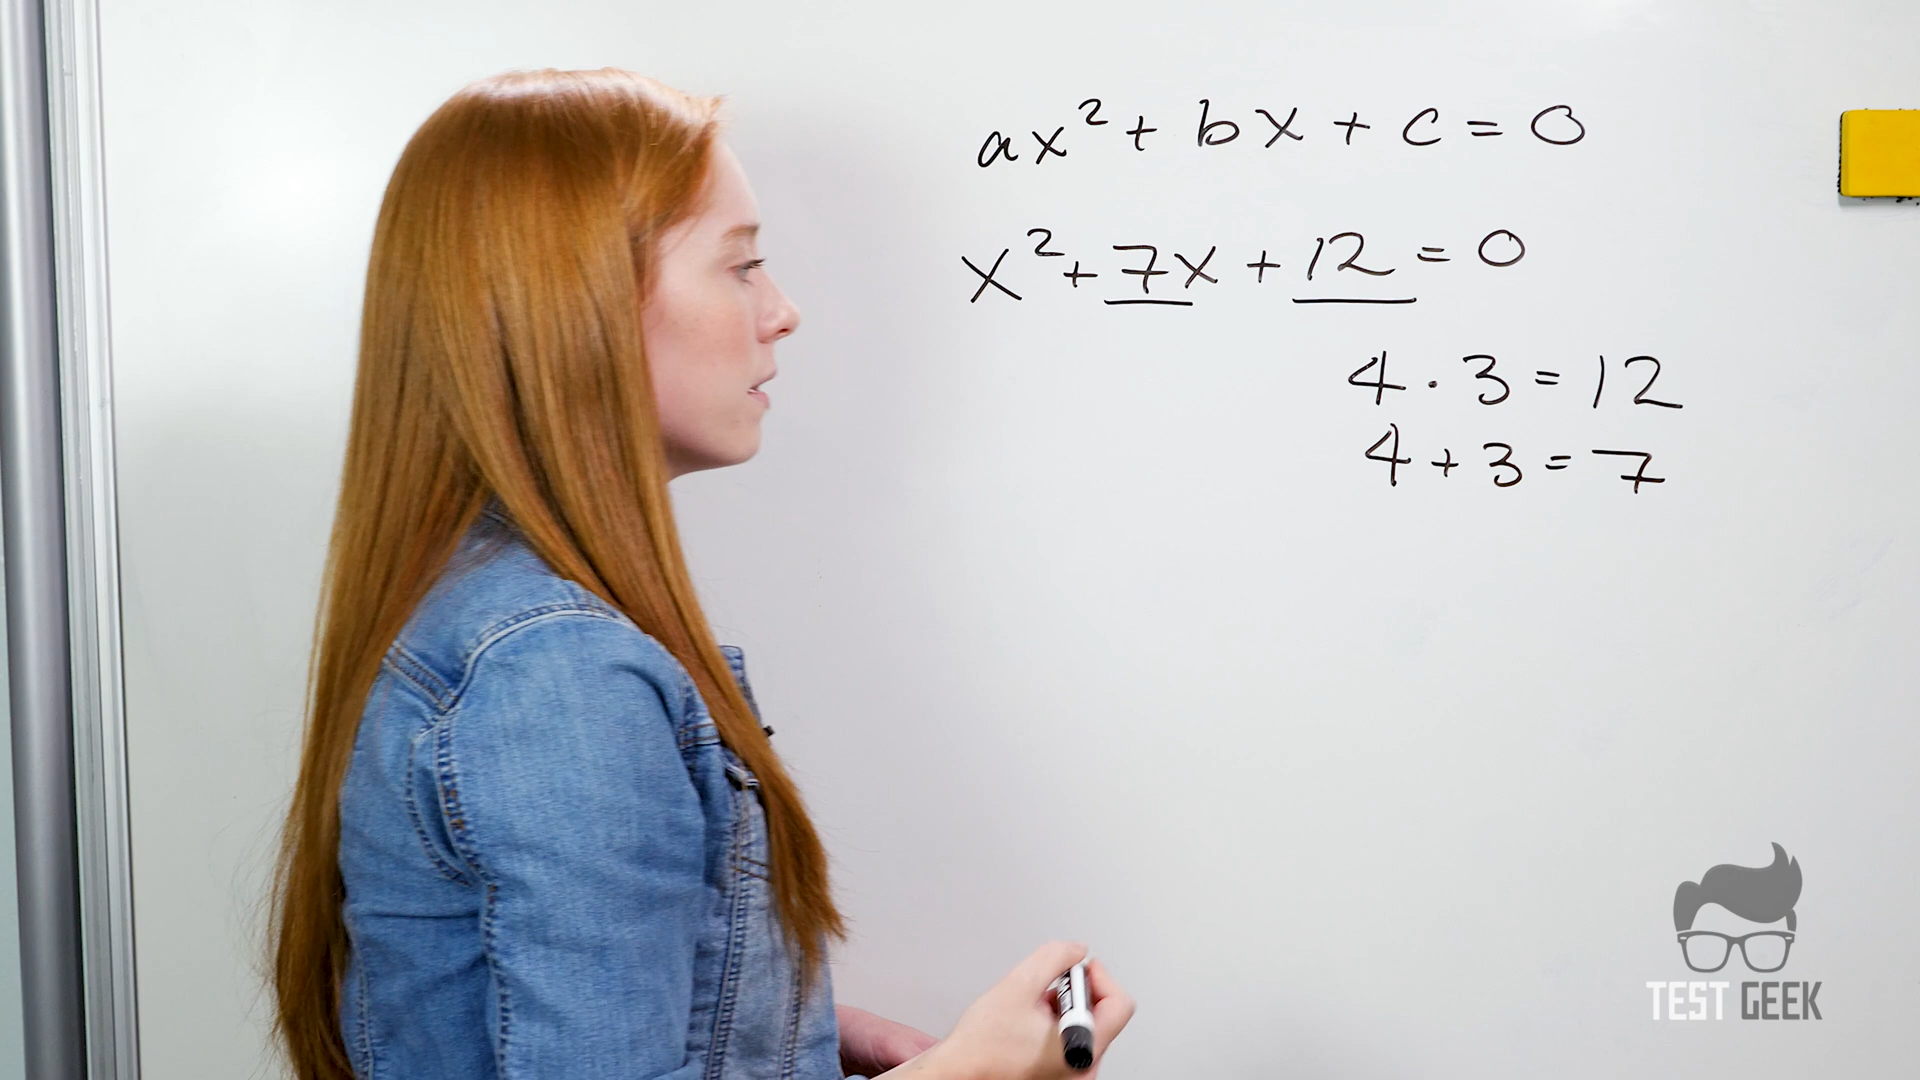 ax² + bx + c = 0
x² + 7x + 12 = 0
4 · 3 = 12
4 + 3 = 7
TEST GEEK